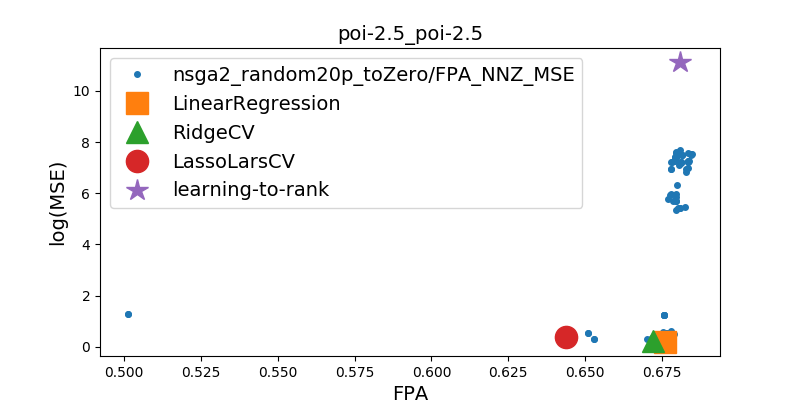 poi-2.5_poi-2.5
nsga2_random20p_toZero/FPA_NNZ_MSE
LinearRegression
RidgeCV
LassoLarsCV
learning-to-rank
log(MSE)
10
8
6
4
2
0
0.500 0.525 0.550 0.575 0.600 0.625 0.650 0.675
FPA